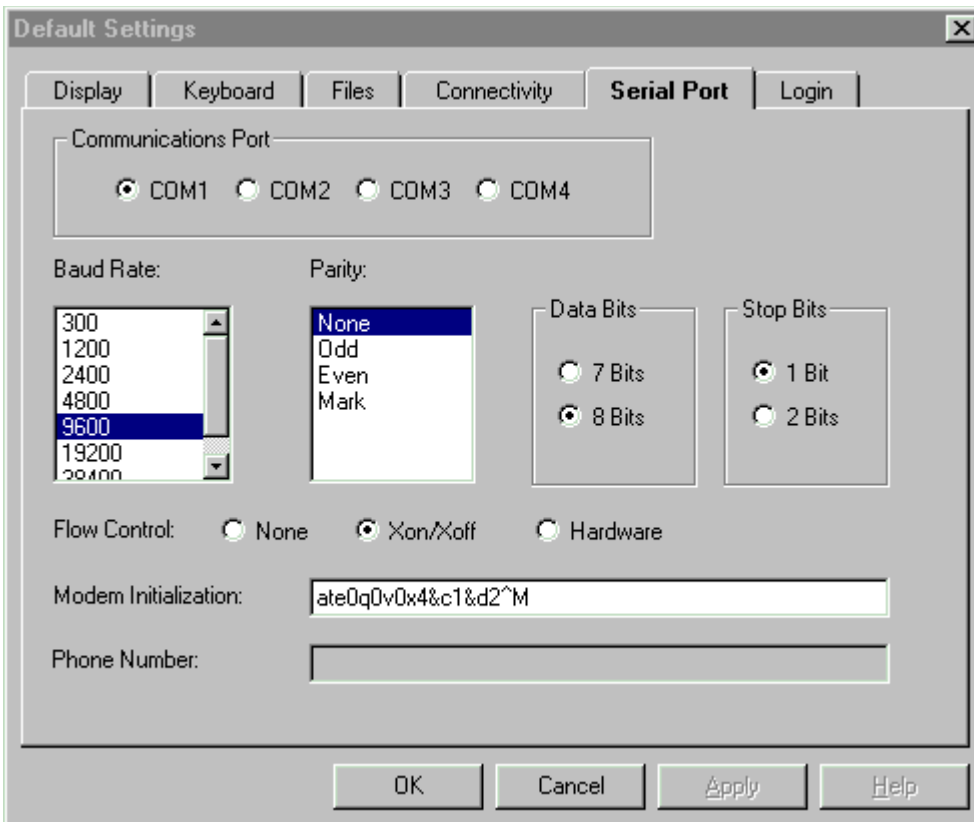 Default Settings
Display Keyboard Files Connectivity Serial Port Login
Communications Port
COM1 COM2 COM3 COM4
Baud Rate: Parity:
Data Bits Stop Bits
300
1200
2400
4800
9600
19200
38400
None
Odd
Even
Mark
7 Bits
8 Bits
1 Bit
2 Bits
Flow Control: None Xon/Xoff Hardware
Modem Initialization: ate0q0v0x4&c1&d2^M
Phone Number:
OK Cancel Apply Help